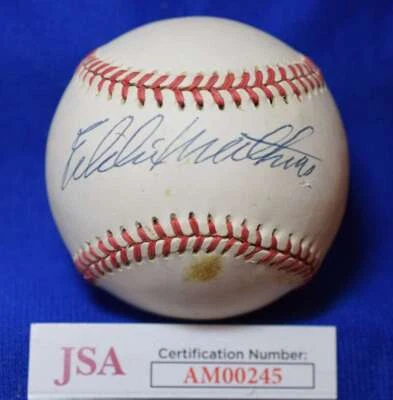 Eddie Mathews
JSA
Certification Number:
AM00245